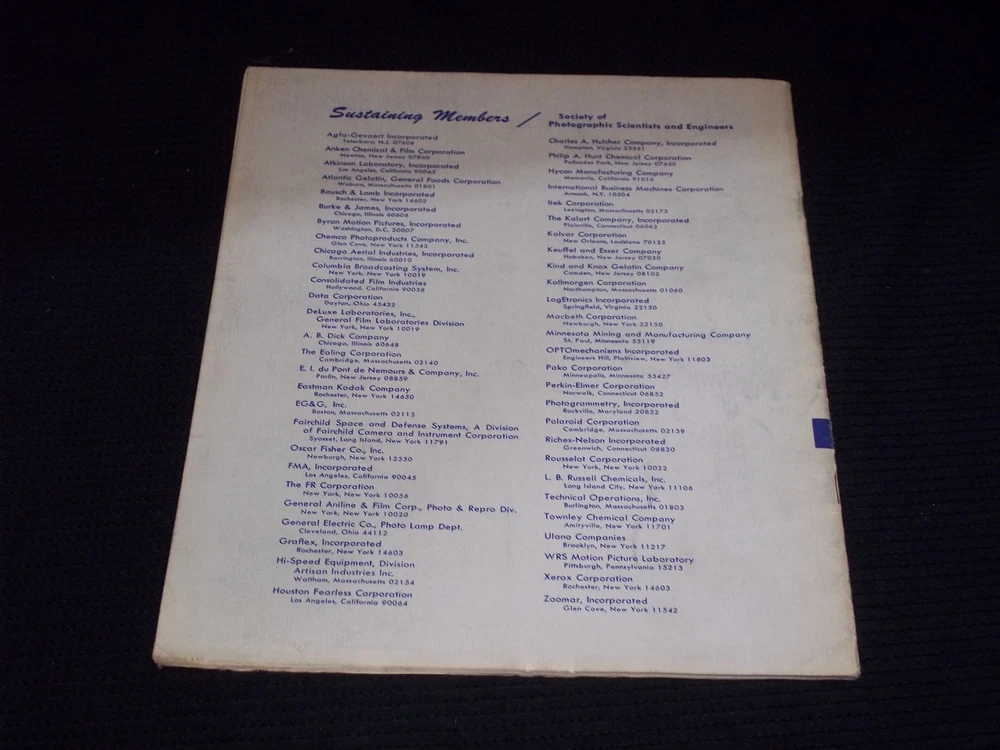 Sustaining Members /
Society of
Photographic Scientists and Engineers
Agfa-Gevaert Incorporated
Teterboro, N.J. 07608
Anken Chemical & Film Corporation
Newton, New Jersey 07860
Atkinson Laboratory, Incorporated
Los Angeles, California 90065
Atlantic Gelatin, General Foods Corporation
Woburn, Massachusetts 01801
Bausch & Lomb Incorporated
Rochester, New York 14602
Burke & James, Incorporated
Chicago, Illinois 60606
Byron Motion Pictures, Incorporated
Washington, D.C. 20007
Chemco Photoproducts Company, Inc.
Glen Cove, New York 11542
Chicago Aerial Industries, Incorporated
Barrington, Illinois 60010
Columbia Broadcasting System, Inc.
New York, New York 10019
Consolidated Film Industries
Hollywood, California 90038
Data Corporation
Dayton, Ohio 45432
DeLuxe Laboratories, Inc.,
General Film Laboratories Division
New York, New York 10019
A. B. Dick Company
Chicago, Illinois 60648
The Ealing Corporation
Cambridge, Massachusetts 02140
E. I. du Pont de Nemours & Company, Inc.
Parlin, New Jersey 08859
Eastman Kodak Company
Rochester, New York 14650
EG&G, Inc.
Boston, Massachusetts 02115
Fairchild Space and Defense Systems, A Division
of Fairchild Camera and Instrument Corporation
Syosset, Long Island, New York 11791
Oscar Fisher Co., Inc.
Newburgh, New York 12550
FMA, Incorporated
Los Angeles, California 90045
The FR Corporation
New York, New York 10056
General Aniline & Film Corp., Photo & Repro Div.
New York, New York 10020
General Electric Co., Photo Lamp Dept.
Cleveland, Ohio 44112
Graflex, Incorporated
Rochester, New York 14603
Hi-Speed Equipment, Division
Artisan Industries Inc.
Waltham, Massachusetts 02154
Houston Fearless Corporation
Los Angeles, California 90064
Charles A. Hulcher Company, Incorporated
Hampton, Virginia 23361
Philip A. Hunt Chemical Corporation
Palisades Park, New Jersey 07650
Hycon Manufacturing Company
Monrovia, California 91016
International Business Machines Corporation
Armonk, N.Y. 10504
Itek Corporation
Lexington, Massachusetts 02173
The Kalart Company, Incorporated
Plainville, Connecticut 06062
Kalvar Corporation
New Orleans, Louisiana 70125
Keuffel and Esser Company
Hoboken, New Jersey 07030
Kind and Knox Gelatin Company
Camden, New Jersey 08102
Kollmorgen Corporation
Northampton, Massachusetts 01060
LogEtronics Incorporated
Springfield, Virginia 22150
Macbeth Corporation
Newburgh, New York 22150
Minnesota Mining and Manufacturing Company
St. Paul, Minnesota 55119
OPTOmechanisms Incorporated
Engineers Hill, Plainview, New York 11803
Pako Corporation
Minneapolis, Minnesota 55427
Perkin-Elmer Corporation
Norwalk, Connecticut 06852
Photogrammetry, Incorporated
Rockville, Maryland 20852
Polaroid Corporation
Cambridge, Massachusetts 02139
Riches-Nelson Incorporated
Greenwich, Connecticut 06830
Rousselot Corporation
New York, New York 10022
L. B. Russell Chemicals, Inc.
Long Island City, New York 11106
Technical Operations, Inc.
Burlington, Massachusetts 01803
Townley Chemical Company
Amityville, New York 11701
Ulano Companies
Brooklyn, New York 11217
WRS Motion Picture Laboratory
Pittsburgh, Pennsylvania 15213
Xerox Corporation
Rochester, New York 14603
Zoomar, Incorporated
Glen Cove, New York 11542